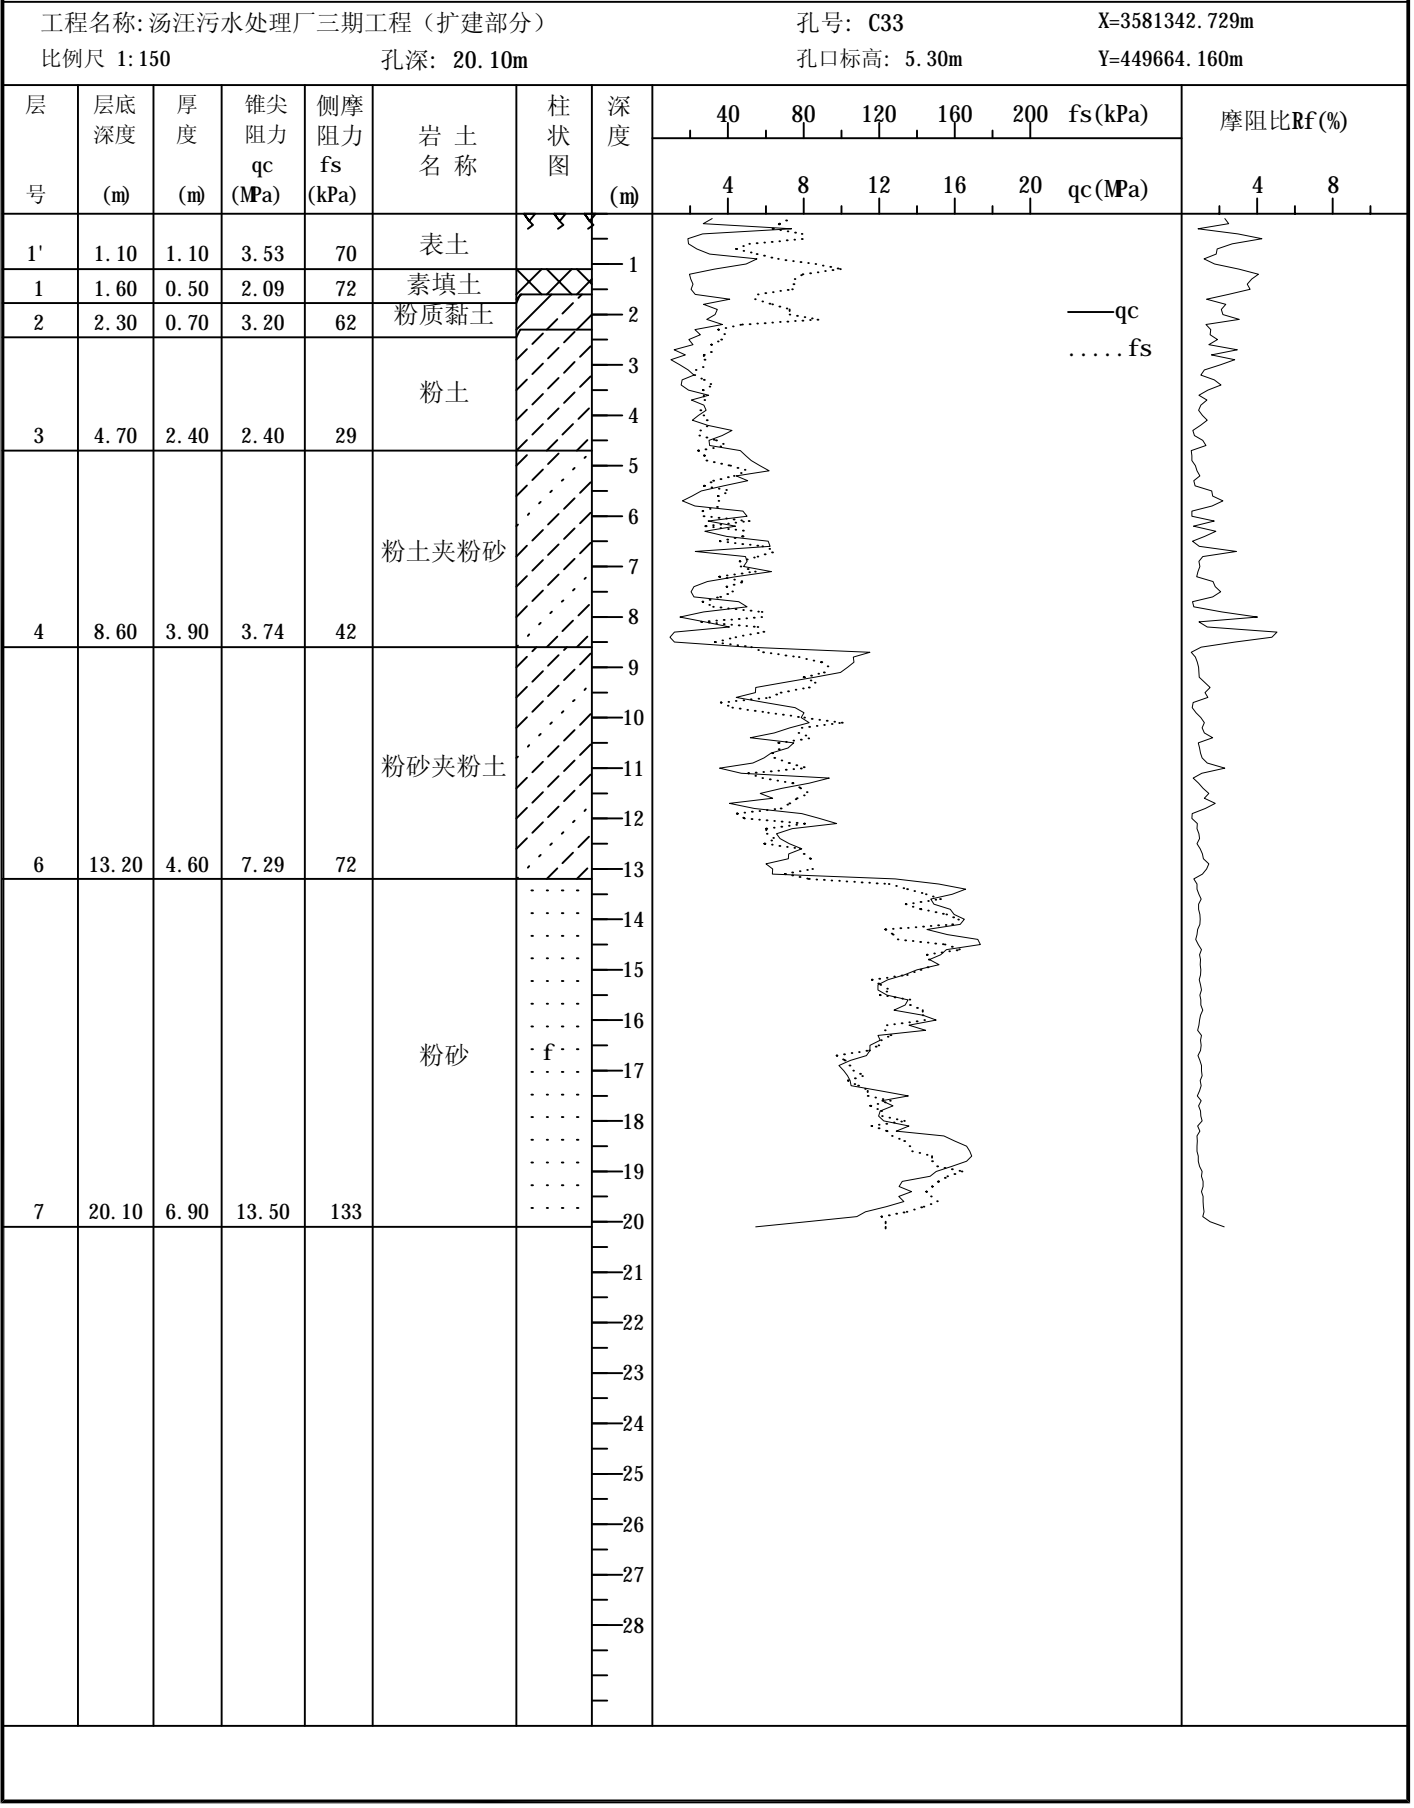 工程名称:汤汪污水处理厂三期工程（扩建部分） 孔号: C33 X=3581342.729m
比例尺 1:150 孔深: 20.10m 孔口标高: 5.30m Y=449664.160m
层号 层底深度(m) 厚度(m) 锥尖阻力qc(MPa) 侧摩阻力fs(kPa) 岩土名称 柱状图 深度(m)
40 80 120 160 200 fs(kPa)
4 8 12 16 20 qc(MPa)
摩阻比Rf(%)
4 8
1' 1.10 1.10 3.53 70 表土
1 1.60 0.50 2.09 72 素填土
2 2.30 0.70 3.20 62 粉质黏土
3 4.70 2.40 2.40 29 粉土
4 8.60 3.90 3.74 42 粉土夹粉砂
6 13.20 4.60 7.29 72 粉砂夹粉土
7 20.10 6.90 13.50 133 粉砂
f
1
2
3
4
5
6
7
8
9
10
11
12
13
14
15
16
17
18
19
20
21
22
23
24
25
26
27
28
qc
.....fs